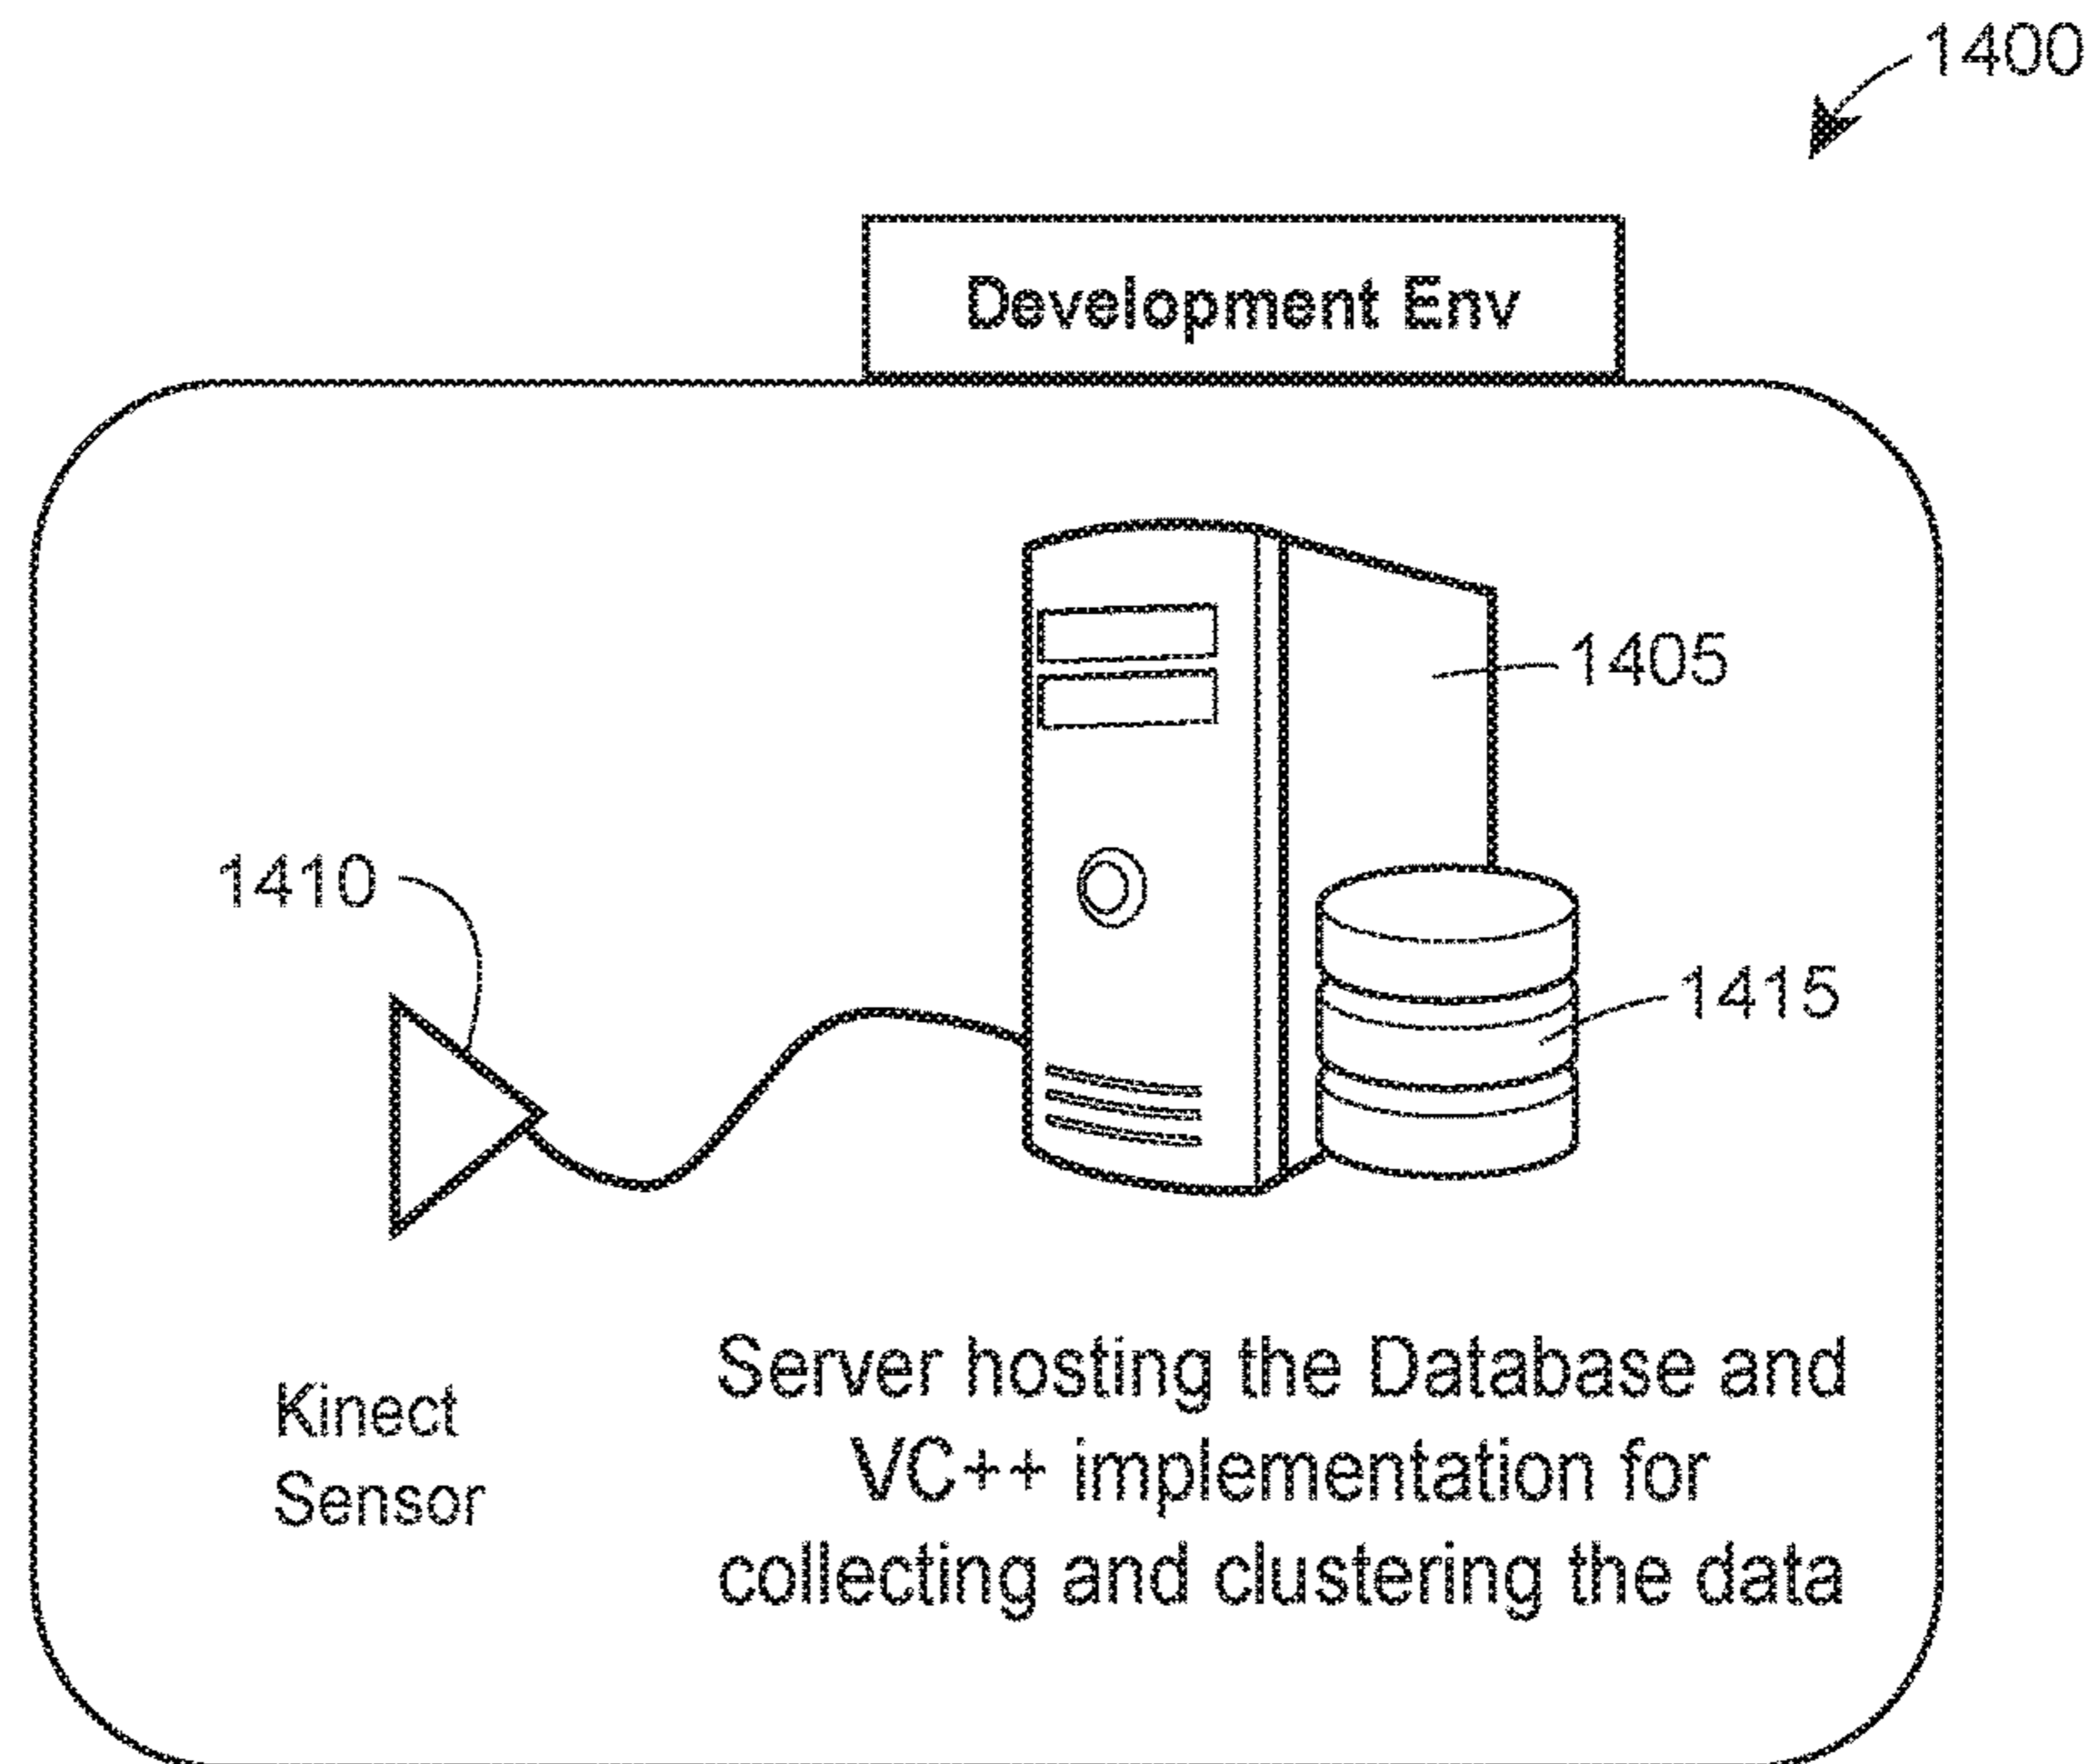 1400
Development Env
1405
1410
1415
Kinect
Sensor
Server hosting the Database and
VC++ implementation for
collecting and clustering the data